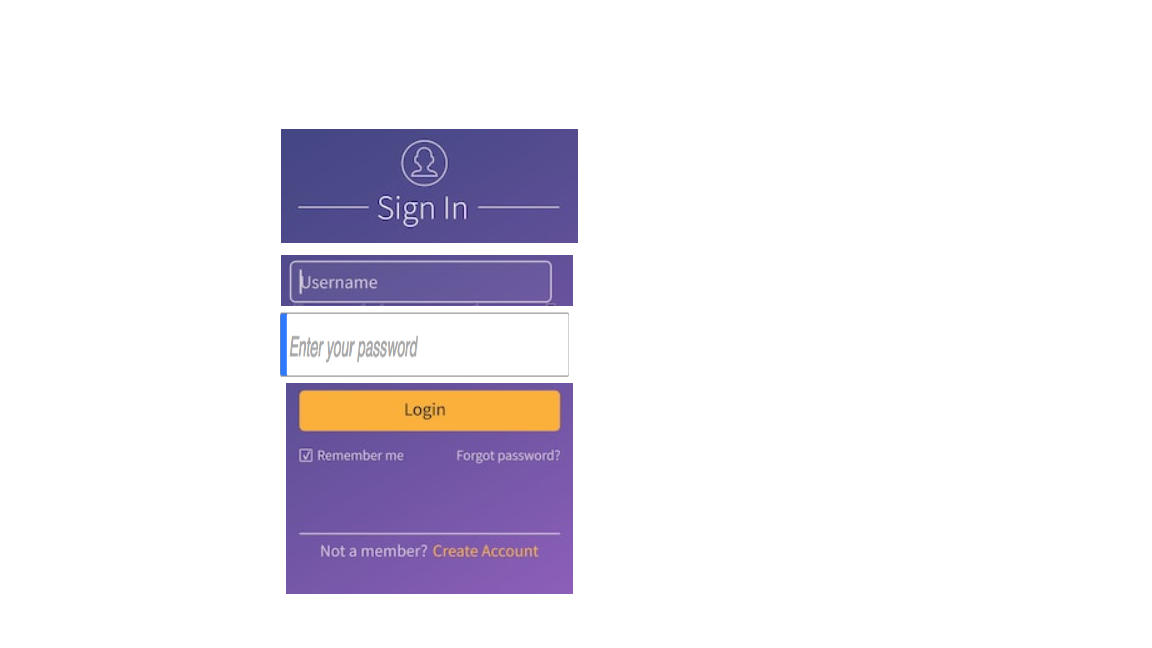 Sign In
Username
Enter your password
Login
Remember me Forgot password?
Not a member? Create Account